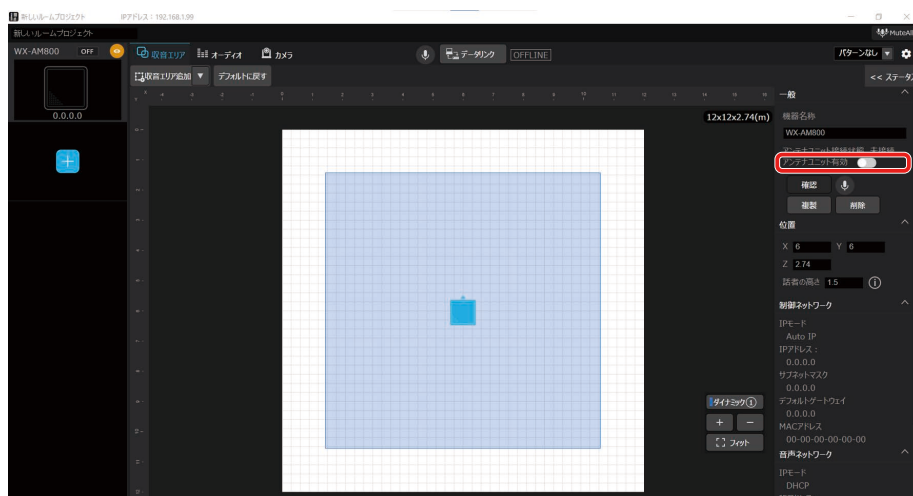 新しいルームプロジェクト IPアドレス : 192.168.1.99
新しいルームプロジェクト MuteAll
WX-AM800 OFF 収音エリア オーディオ カメラ データリンク OFFLINE パターンなし
収音エリア追加 デフォルトに戻す << ステータス
0.0.0.0
12x12x2.74(m)
一般
機器名称
WX-AM800
アンテナユニット接続状態 未接続
アンテナユニット有効
確認
複製 削除
位置
X 6 Y 6
Z 2.74
話者の高さ 1.5
制御ネットワーク
IPモード
Auto IP
IPアドレス :
0.0.0.0
サブネットマスク
0.0.0.0
デフォルトゲートウェイ
0.0.0.0
MACアドレス
00-00-00-00-00-00
音声ネットワーク
IPモード
DHCP
ダイナミック①
+ −
フィット